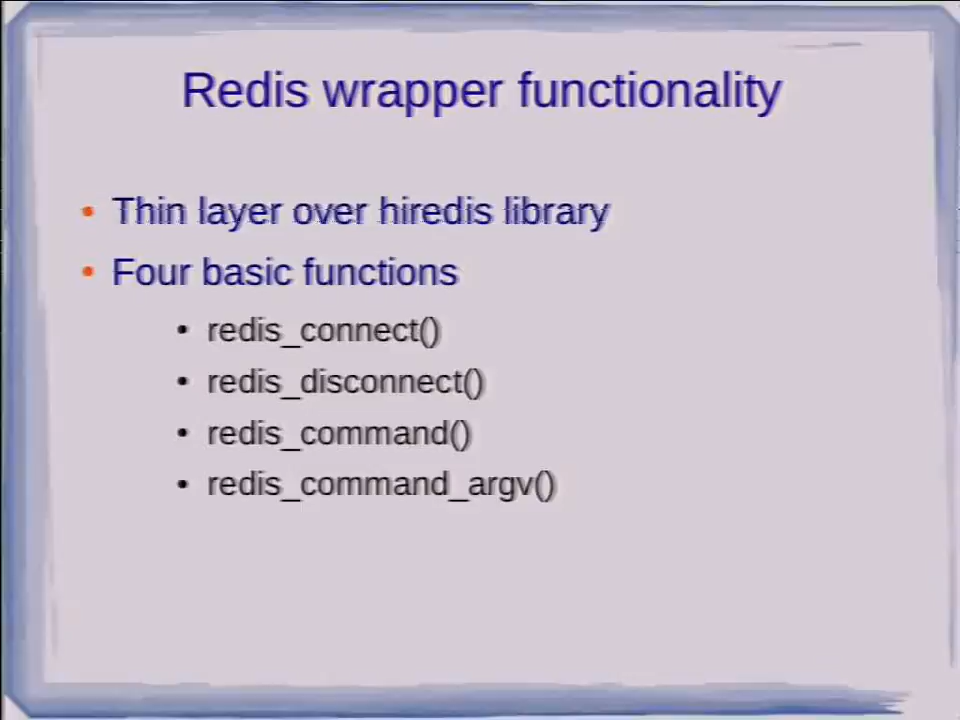 Redis wrapper functionality
• Thin layer over hiredis library
• Four basic functions
• redis_connect()
• redis_disconnect()
• redis_command()
• redis_command_argv()